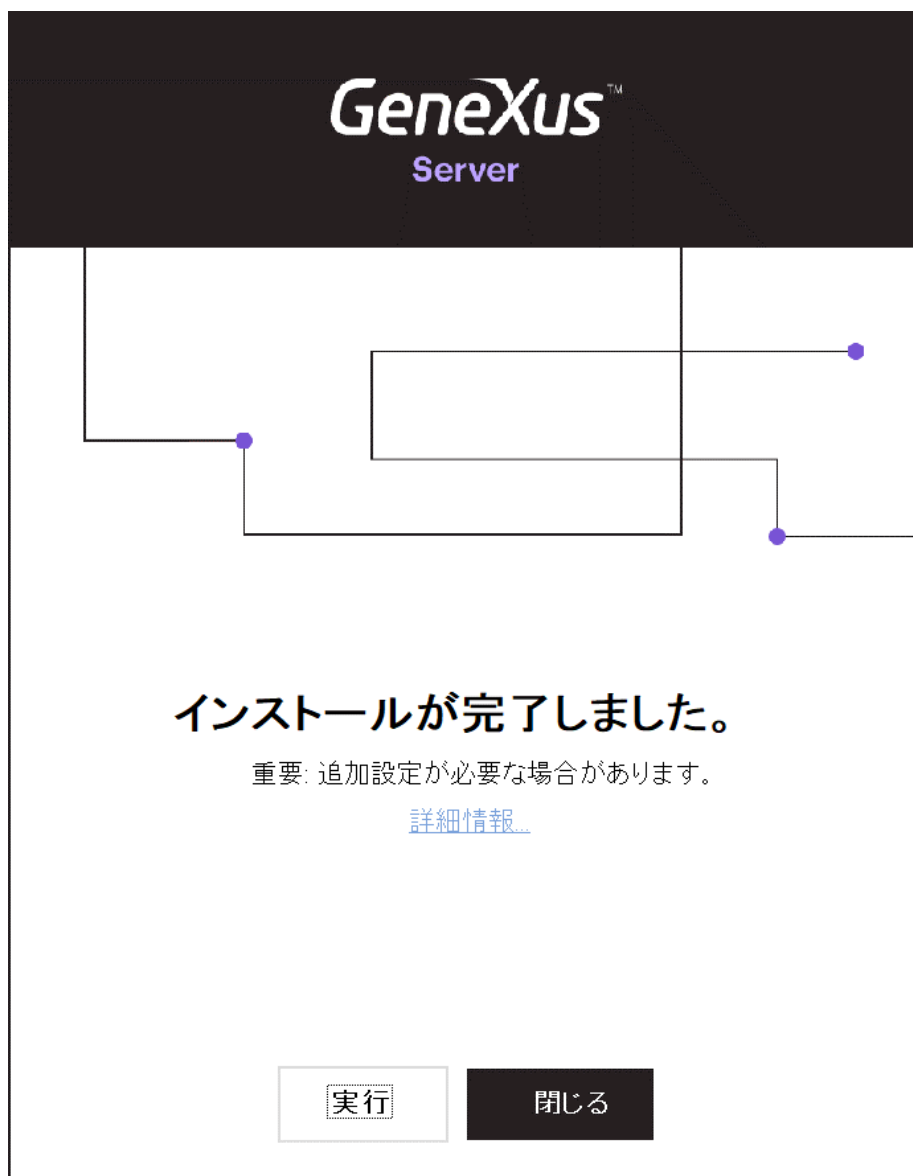 GeneXus™
Server
インストールが完了しました。
重要: 追加設定が必要な場合があります。
詳細情報...
実行
閉じる